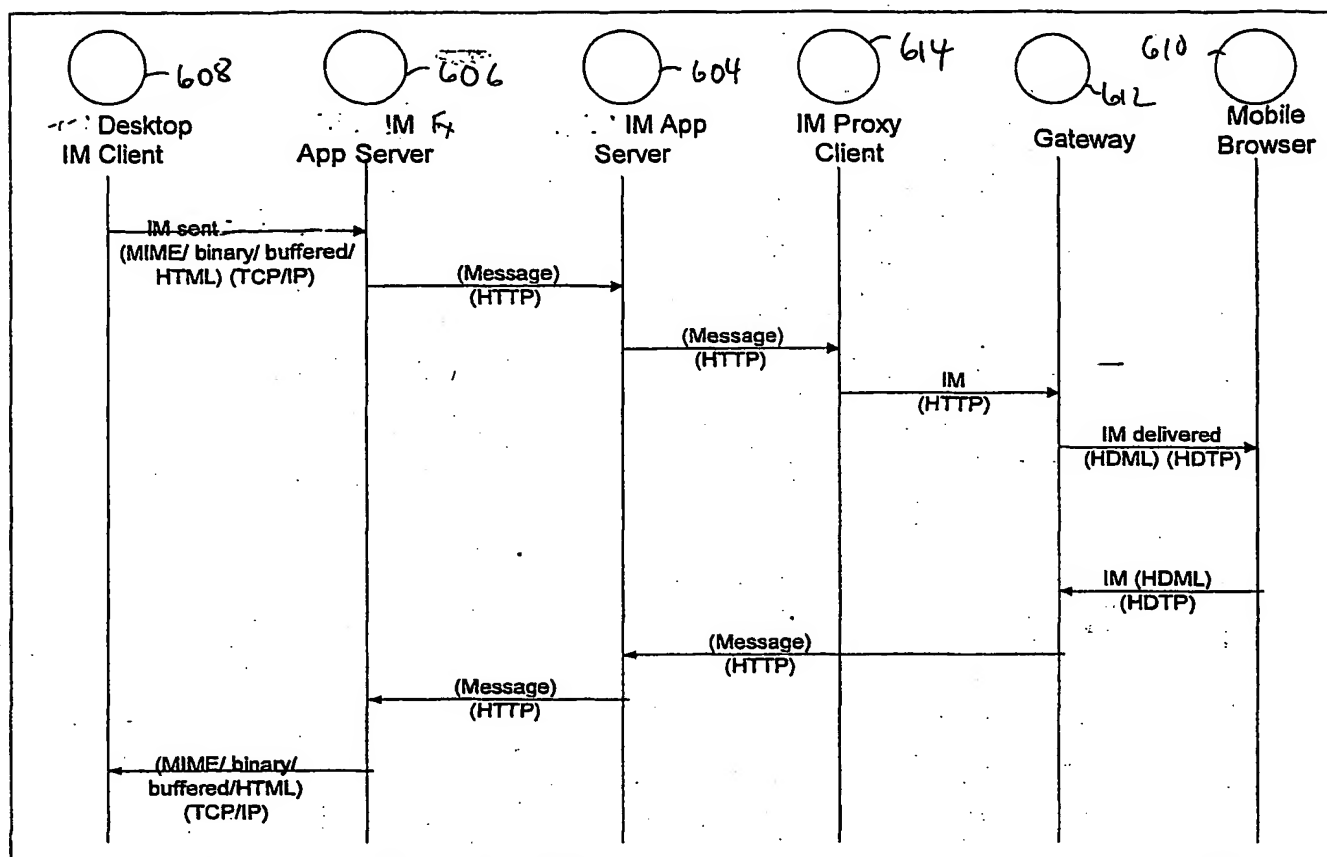 608
606
604
614
612
610
Desktop
IM Client
IM Fx
App Server
IM App
Server
IM Proxy
Client
Gateway
Mobile
Browser
IM sent
(MIME/ binary/ buffered/
HTML) (TCP/IP)
(Message)
(HTTP)
(Message)
(HTTP)
IM
(HTTP)
IM delivered
(HDML) (HDTP)
IM (HDML)
(HDTP)
(Message)
(HTTP)
(Message)
(HTTP)
(MIME/ binary/
buffered/HTML)
(TCP/IP)